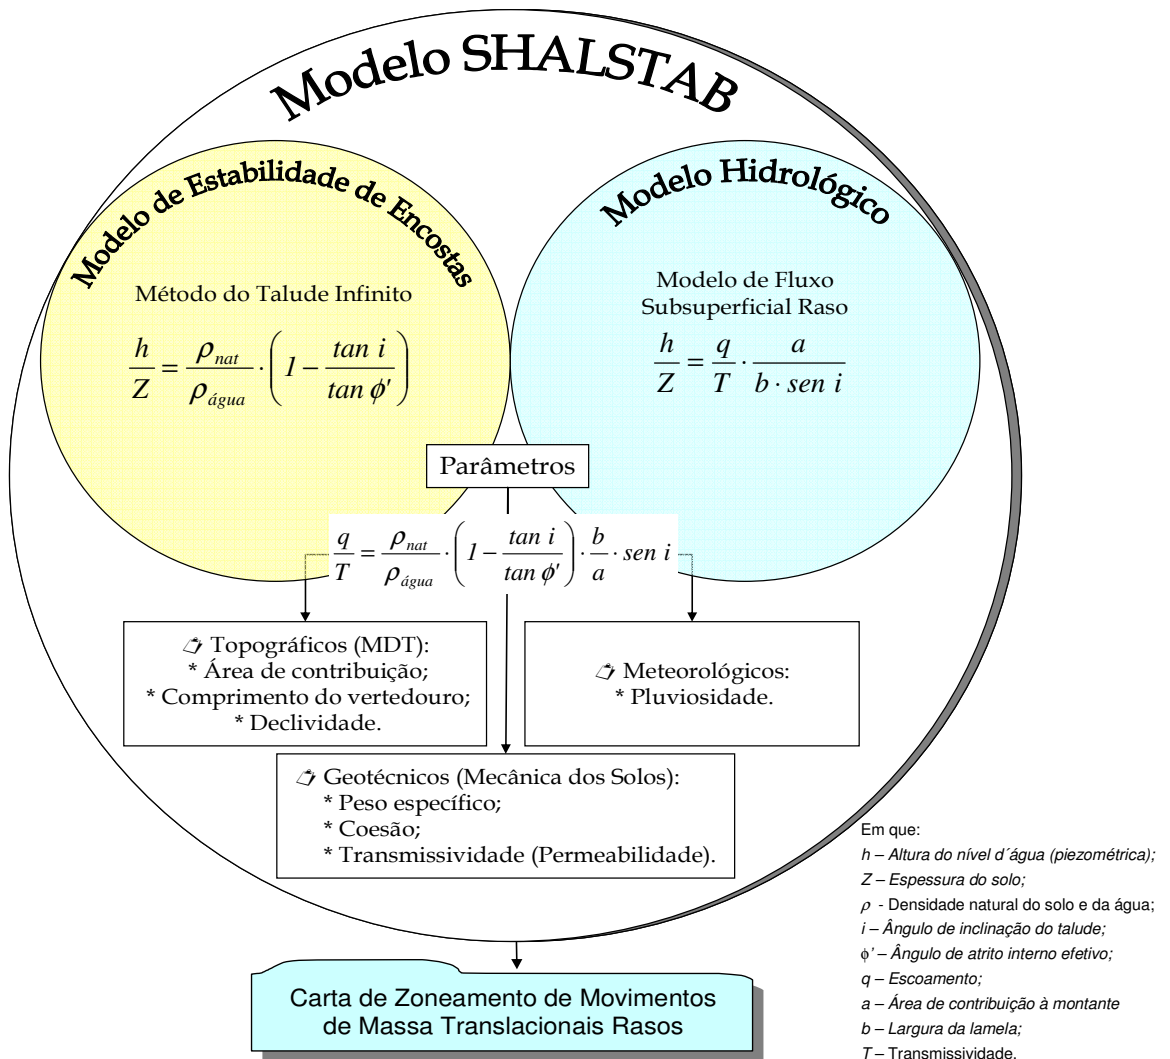 Modelo SHALSTAB
Modelo de Estabilidade de Encostas
Método do Talude Infinito
h/Z = ρnat/ρágua · (1 − tan i/tan ϕ')
Modelo Hidrológico
Modelo de Fluxo
Subsuperficial Raso
h/Z = q/T · a/(b · sen i)
Parâmetros
q/T = ρnat/ρágua · (1 − tan i/tan ϕ') · b/a · sen i
Topográficos (MDT):
* Área de contribuição;
* Comprimento do vertedouro;
* Declividade.
Meteorológicos:
* Pluviosidade.
Geotécnicos (Mecânica dos Solos):
* Peso específico;
* Coesão;
* Transmissividade (Permeabilidade).
Carta de Zoneamento de Movimentos
de Massa Translacionais Rasos
Em que:
h – Altura do nível d´água (piezométrica);
Z – Espessura do solo;
ρ - Densidade natural do solo e da água;
i – Ângulo de inclinação do talude;
ϕ' – Ângulo de atrito interno efetivo;
q – Escoamento;
a – Área de contribuição à montante
b – Largura da lamela;
T – Transmissividade.